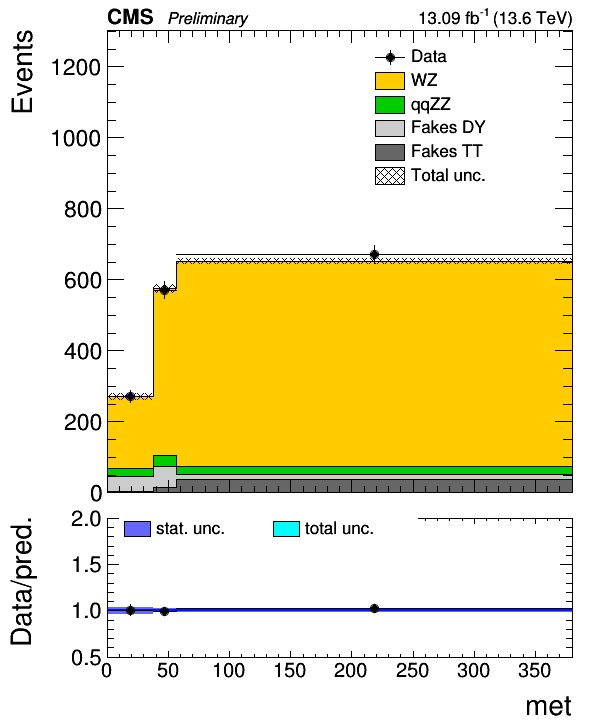 CMS Preliminary 13.09 fb-1 (13.6 TeV)
Events
1200
1000
800
600
400
200
0
Data
WZ
qqZZ
Fakes DY
Fakes TT
Total unc.
Data/pred.
2.0
1.5
1.0
0.5
stat. unc. total unc.
0 50 100 150 200 250 300 350
met